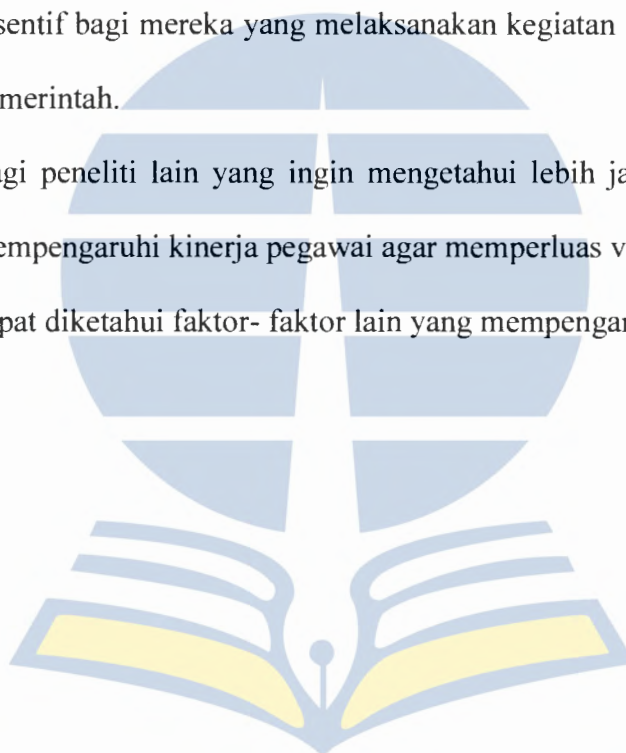 sentif bagi mereka yang melaksanakan kegiatan
merintah.
gi peneliti lain yang ingin mengetahui lebih ja
empengaruhi kinerja pegawai agar memperluas v
pat diketahui faktor- faktor lain yang mempengar